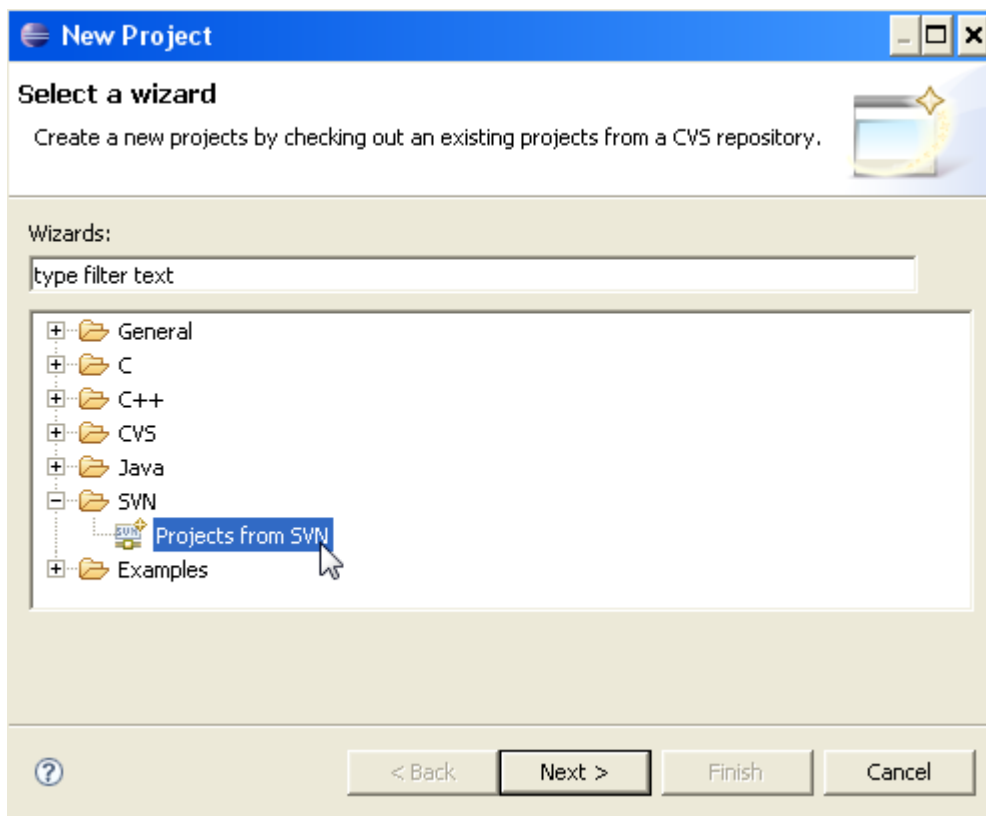 New Project
Select a wizard
Create a new projects by checking out an existing projects from a CVS repository.
Wizards:
type filter text
General
C
C++
CVS
Java
SVN
SVN
Projects from SVN
Examples
?
< Back
Next >
Finish
Cancel